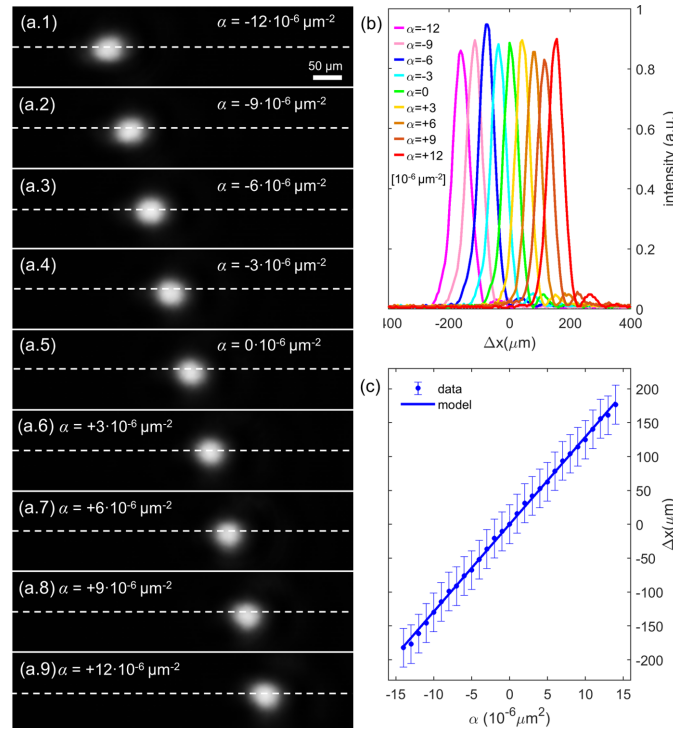 (a.1) α = -12·10-6 μm-2
50 μm
(a.2) α = -9·10-6 μm-2
(a.3) α = -6·10-6 μm-2
(a.4) α = -3·10-6 μm-2
(a.5) α = 0·10-6 μm-2
(a.6) α = +3·10-6 μm-2
(a.7) α = +6·10-6 μm-2
(a.8) α = +9·10-6 μm-2
(a.9) α = +12·10-6 μm-2
(b)
α=-12
α=-9
α=-6
α=-3
α=0
α=+3
α=+6
α=+9
α=+12
[10-6 μm-2]
1
0.8
0.6
0.4
0.2
0
intensity (a.u.)
400 -200 0 200 400
Δx(μm)
(c)
data
model
200
150
100
50
0
-50
-100
-150
-200
Δx(μm)
-15 -10 -5 0 5 10 15
α (10-6μm2)